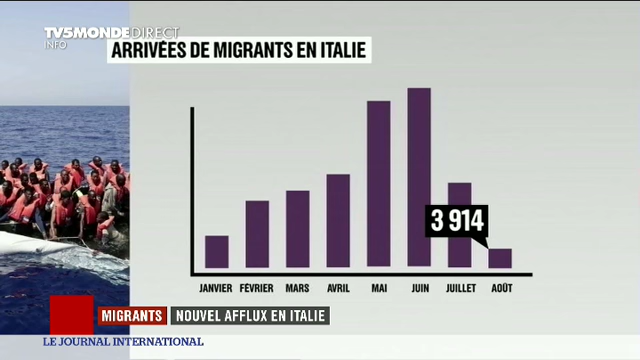 TV5MONDE DIRECT
INFO
ARRIVÉES DE MIGRANTS EN ITALIE
3 914
JANVIER FÉVRIER MARS AVRIL MAI JUIN JUILLET AOÛT
MIGRANTS NOUVEL AFFLUX EN ITALIE
LE JOURNAL INTERNATIONAL